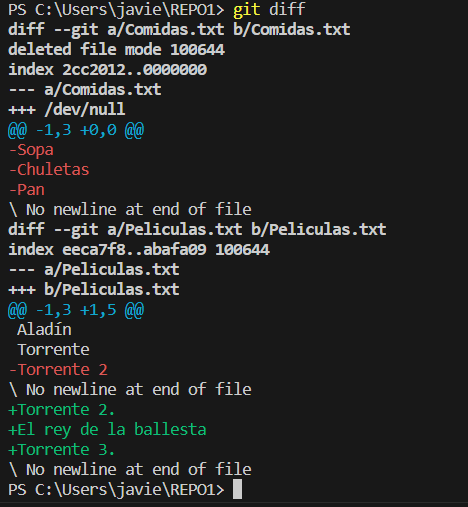 PS C:\Users\javie\REPO1> git diff
diff --git a/Comidas.txt b/Comidas.txt
deleted file mode 100644
index 2cc2012..0000000
--- a/Comidas.txt
+++ /dev/null
@@ -1,3 +0,0 @@
-Sopa
-Chuletas
-Pan
\ No newline at end of file
diff --git a/Peliculas.txt b/Peliculas.txt
index eeca7f8..abafa09 100644
--- a/Peliculas.txt
+++ b/Peliculas.txt
@@ -1,3 +1,5 @@
 Aladín
 Torrente
-Torrente 2
\ No newline at end of file
+Torrente 2.
+El rey de la ballesta
+Torrente 3.
\ No newline at end of file
PS C:\Users\javie\REPO1>